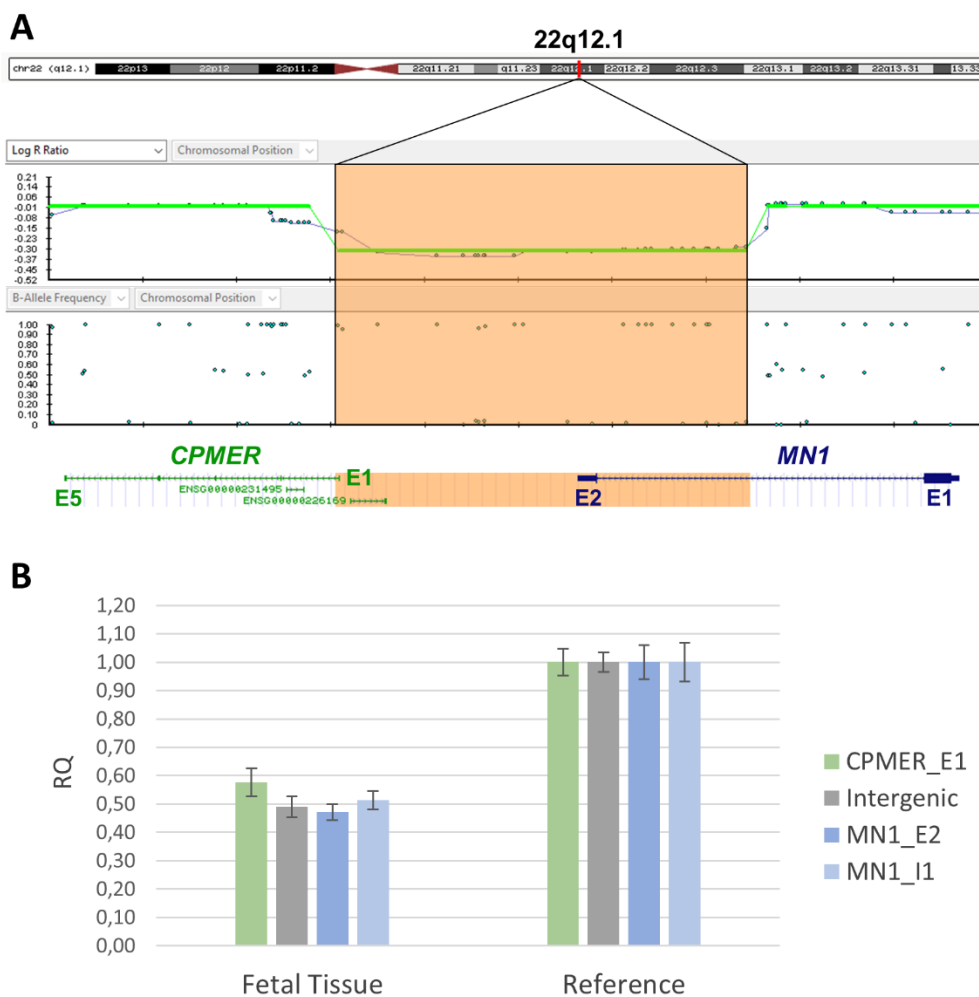 A
22q12.1
chr22 (q12.1) 22p13 22p12 22p11.2 22q11.21 q11.23 22q12.1 22q12.2 22q12.3 22q13.1 22q13.2 22q13.31 13.33
Log R Ratio Chromosomal Position
0.21
0.14
0.06
-0.01
-0.08
-0.15
-0.23
-0.30
-0.37
-0.45
-0.52
B-Allele Frequency Chromosomal Position
1.00
0.90
0.80
0.70
0.60
0.50
0.40
0.30
0.20
0.10
0
CPMER MN1
E5 E1 E2 E1
ENSG00000231495
ENSG00000226169
B
1,20
1,10
1,00
0,90
0,80
0,70
0,60
0,50
0,40
0,30
0,20
0,10
0,00
RQ
CPMER_E1
Intergenic
MN1_E2
MN1_I1
Fetal Tissue Reference